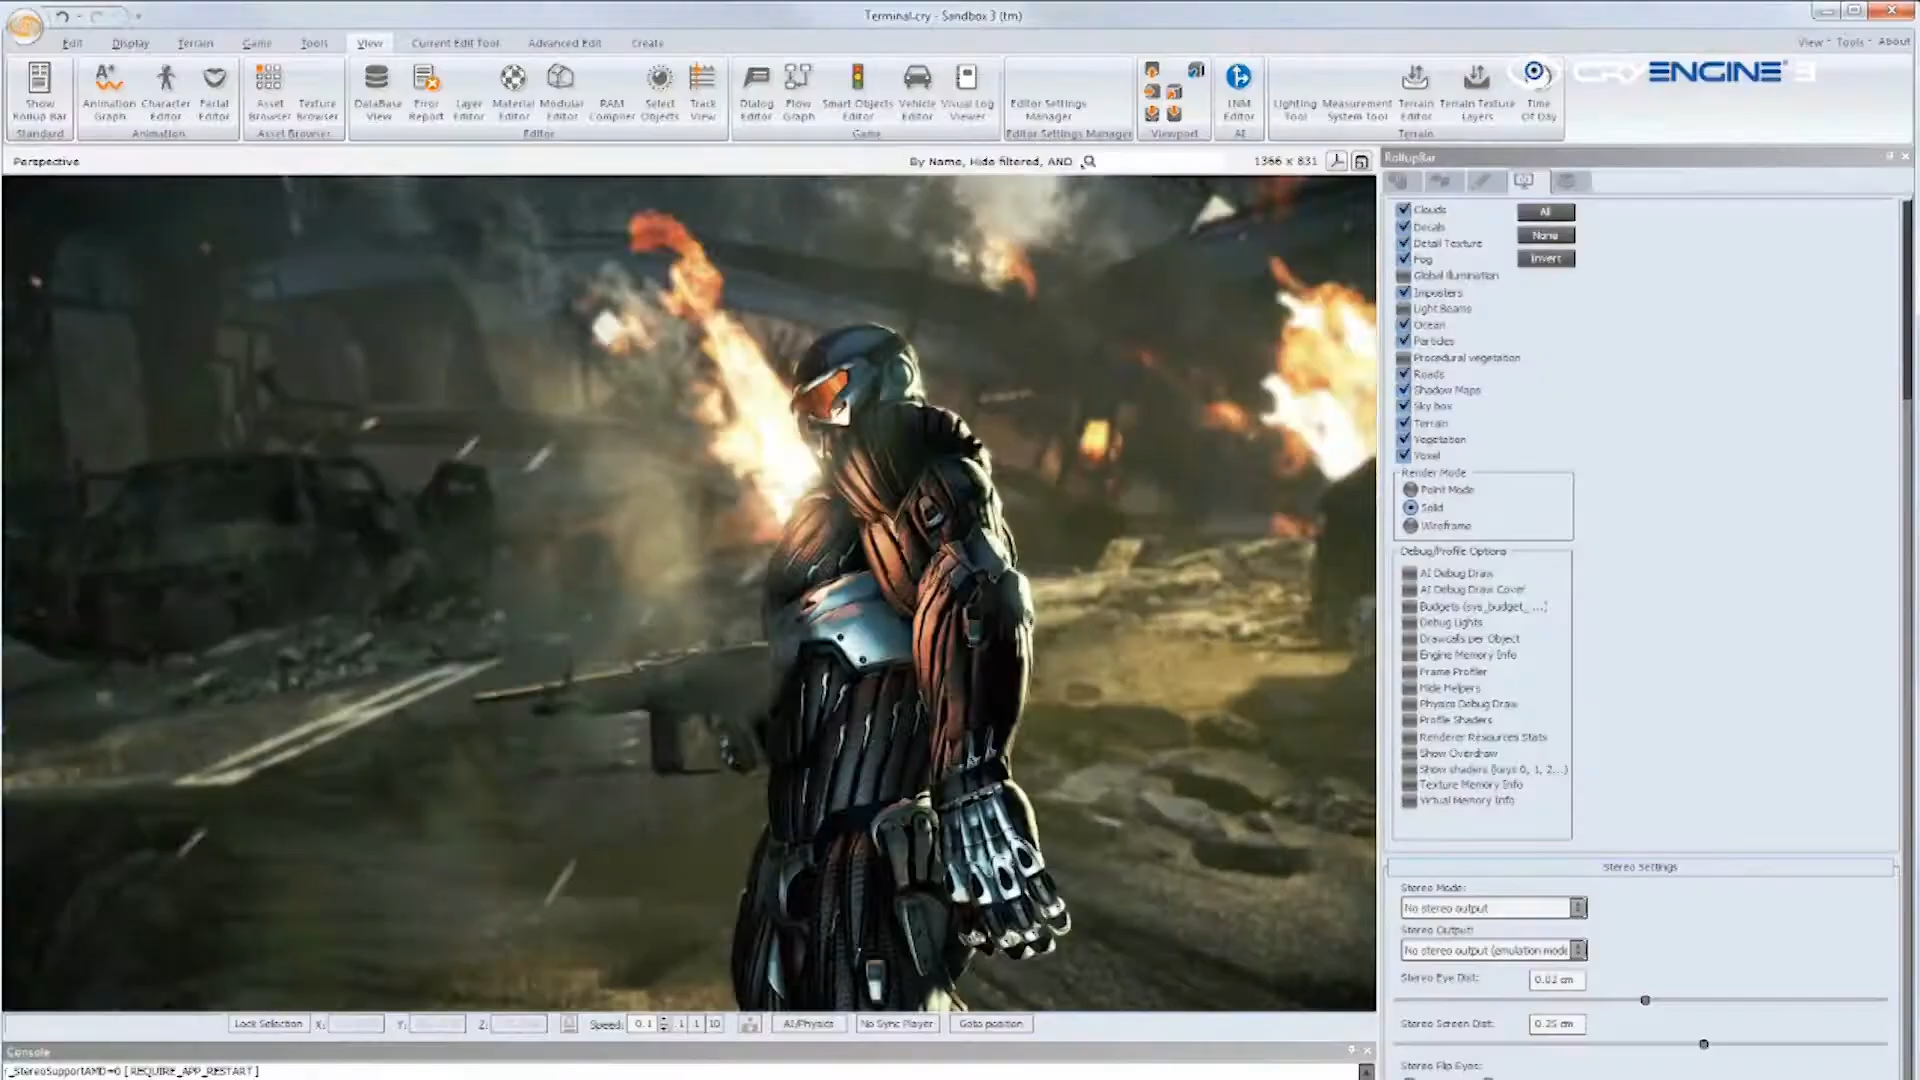 Terminal.cry - Sandbox 3 (tm)
Edit Display Terrain Game Tools View Current Edit Tool Advanced Edit Create
View Tools About
Show Rollup Bar
Animation Graph
Character Editor
Facial Editor
Asset Browser
Texture Browser
DataBase View
Error Report
Layer Editor
Material Editor
Modular Editor
RAM Compiler
Select Objects
Track View
Dialog Editor
Flow Graph
Smart Objects Editor
Vehicle Editor
Visual Log Viewer
Editor Settings Manager
LNM Editor
Lighting Tool
Measurement System Tool
Terrain Editor
Terrain Texture Layers
Time Of Day
CRYENGINE 3
Standard Animation Asset Browser Editor Game Editor Settings Manager Viewport AI Terrain
Perspective
By Name, Hide filtered, AND
1366 x 831
RollupBar
Clouds
Decals
Detail Texture
Fog
Global Illumination
Imposters
Light Beams
Ocean
Particles
Procedural vegetation
Roads
Shadow Maps
Sky box
Terrain
Vegetation
Voxel
All
None
Invert
Render Mode
Point Mode
Solid
Wireframe
Debug/Profile Options
AI Debug Draw
AI Debug Draw Cover
Budgets (sys_budget_ ...)
Debug Lights
Drawcalls per Object
Engine Memory Info
Frame Profiler
Hide Helpers
Physics Debug Draw
Profile Shaders
Renderer Resources Stats
Show Overdraw
Show shaders (keys 0, 1, 2...)
Texture Memory Info
Virtual Memory Info
Stereo Settings
Stereo Mode:
No stereo output
Stereo Output:
No stereo output (emulation mode
Stereo Eye Dist: 0.02 cm
Stereo Screen Dist: 0.25 cm
Stereo Flip Eyes:
Lock Selection X: Y: Z: Speed: 0.1 .1 1 10 AI/Physics No Sync Player Goto position
Console
r_StereoSupportAMD=0 [ REQUIRE_APP_RESTART ]